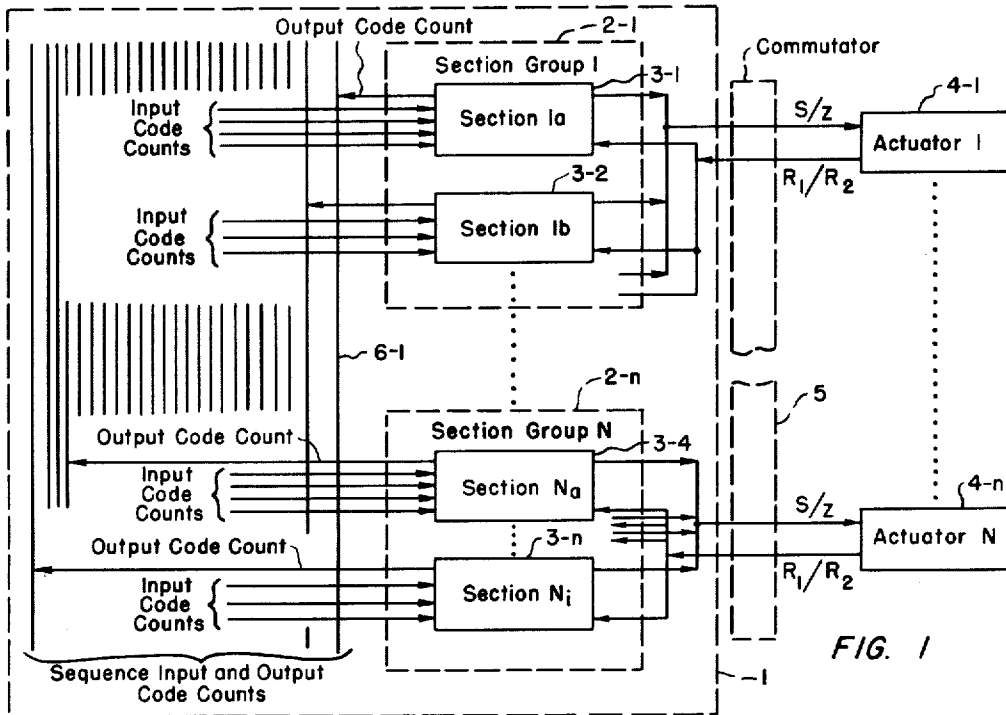 Output Code Count
2-1
Commutator
Section Group I
3-1
4-1
Input
Code
Counts
Section Ia
S/Z
Actuator I
R1/R2
3-2
Input
Code
Counts
Section Ib
6-1
2-n
5
Section Group N
Output Code Count
3-4
4-n
Input
Code
Counts
Section Na
S/Z
Actuator N
Output Code Count
3-n
R1/R2
Input
Code
Counts
Section Ni
FIG. 1
Sequence Input and Output
Code Counts
-1